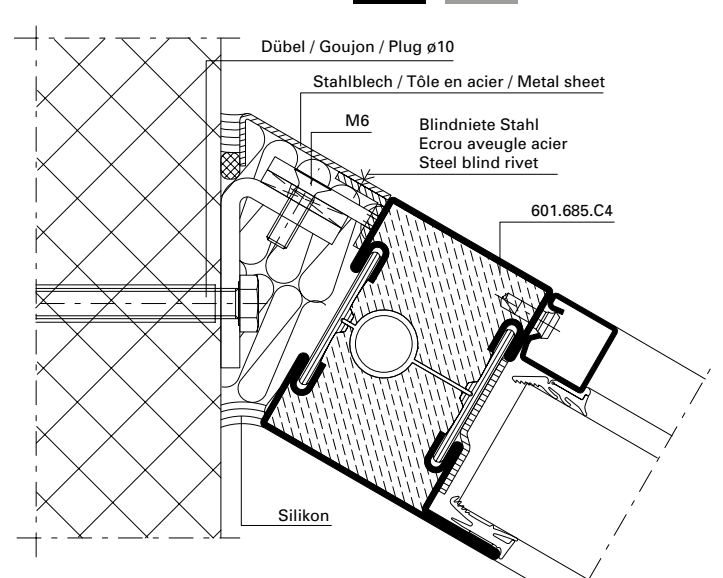 Dübel / Goujon / Plug ø10
Stahlblech / Tôle en acier / Metal sheet
M6
Blindniete Stahl
Ecrou aveugle acier
Steel blind rivet
601.685.C4
Silikon